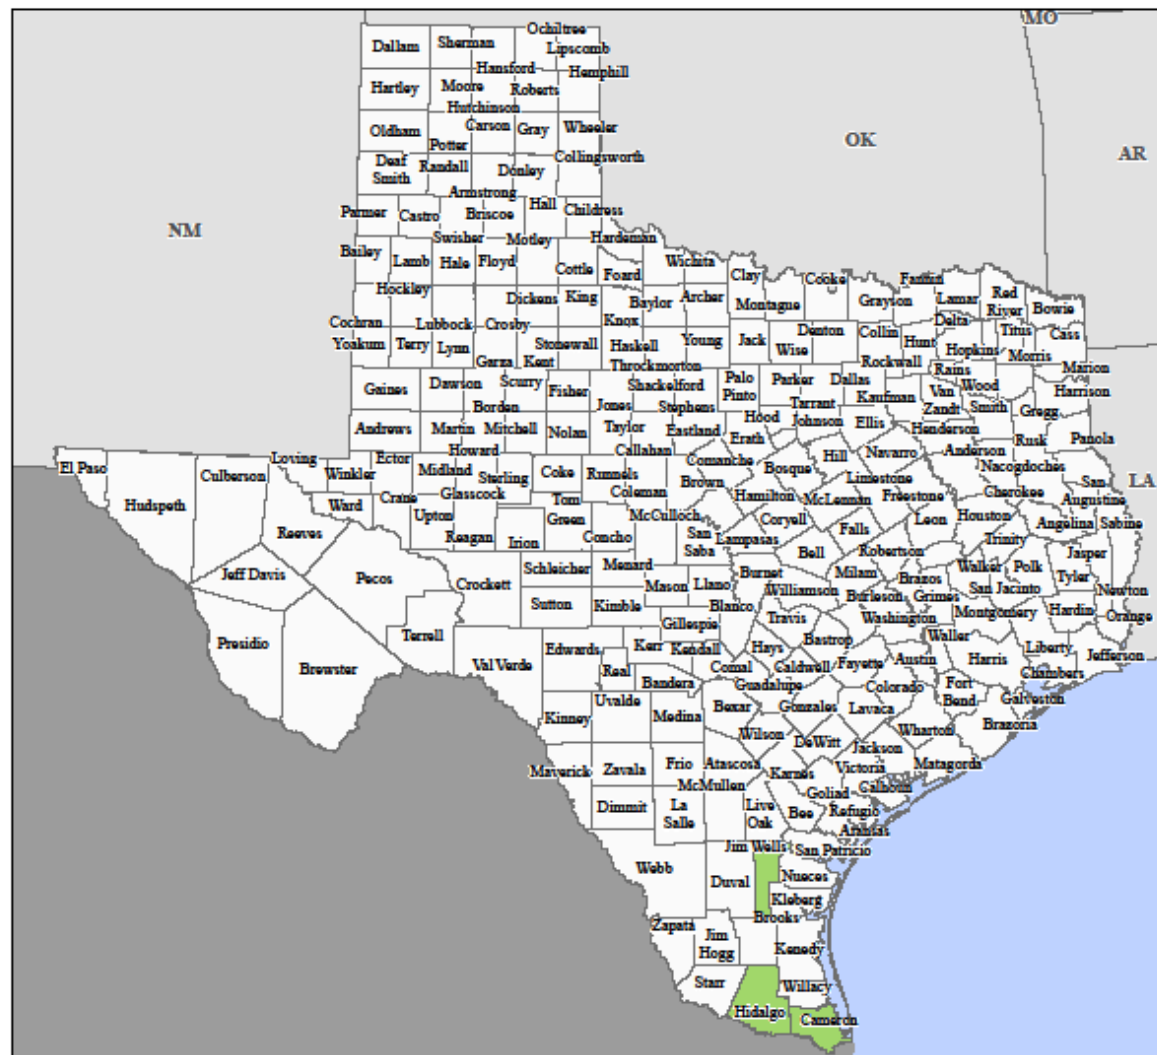 MO
Ochiltree
Dallam
Sherman
Lipscomb
Hansford
Hemphill
Hartley
Moore
Roberts
Hutchinson
Oldham
Carson
Gray
Wheeler
Potter
OK
AR
Deaf
Smith
Randall
Donley
Collingsworth
Armstrong
Parmer
Castro
Briscoe
Hall
Childress
NM
Swisher
Motley
Hardeman
Bailey
Lamb
Hale
Floyd
Cottle
Foard
Wichita
Clay
Cooke
Fannin
Hockley
Dickens
King
Baylor
Archer
Montague
Grayson
Lamar
Red
River
Bowie
Cochran
Lubbock
Crosby
Knox
Delta
Titus
Cass
Yoakum
Terry
Lynn
Garza
Kent
Stonewall
Haskell
Throckmorton
Young
Jack
Wise
Denton
Collin
Hunt
Hopkins
Morris
Rockwall
Rains
Marion
Gaines
Dawson
Borden
Scurry
Fisher
Jones
Shackelford
Stephens
Palo
Pinto
Parker
Tarrant
Dallas
Kaufman
Van
Zandt
Wood
Smith
Gregg
Harrison
Andrews
Martin
Howard
Mitchell
Nolan
Taylor
Callahan
Eastland
Erath
Hood
Johnson
Ellis
Henderson
Rusk
Panola
El Paso
Hudspeth
Culberson
Loving
Winkler
Ector
Midland
Glasscock
Sterling
Coke
Runnels
Coleman
Brown
Comanche
Bosque
Hill
Navarro
Anderson
Nacogdoches
Cherokee
San
Augustine
LA
Reeves
Ward
Crane
Upton
Reagan
Irion
Tom
Green
Concho
McCulloch
San
Saba
Lampasas
Hamilton
Coryell
McLennan
Limestone
Freestone
Falls
Leon
Houston
Angelina
Sabine
Trinity
Jeff Davis
Pecos
Crockett
Schleicher
Menard
Mason
Llano
Burnet
Bell
Williamson
Milam
Robertson
Brazos
Burleson
Grimes
Walker
San Jacinto
Polk
Tyler
Jasper
Newton
Presidio
Brewster
Terrell
Sutton
Kimble
Gillespie
Blanco
Travis
Bastrop
Washington
Montgomery
Hardin
Orange
Val Verde
Edwards
Real
Kerr
Kendall
Bandera
Comal
Hays
Caldwell
Guadalupe
Fayette
Austin
Waller
Harris
Liberty
Chambers
Jefferson
Kinney
Uvalde
Medina
Bexar
Wilson
Gonzales
Lavaca
Colorado
Fort
Bend
Galveston
Brazoria
Wharton
Maverick
Zavala
Frio
Atascosa
Karnes
DeWitt
Jackson
Matagorda
Victoria
Calhoun
Dimmit
La
Salle
McMullen
Live
Oak
Bee
Goliad
Refugio
Aransas
San Patricio
Webb
Duval
Jim Wells
Nueces
Kleberg
Brooks
Zapata
Jim
Hogg
Kenedy
Starr
Willacy
Hidalgo
Cameron